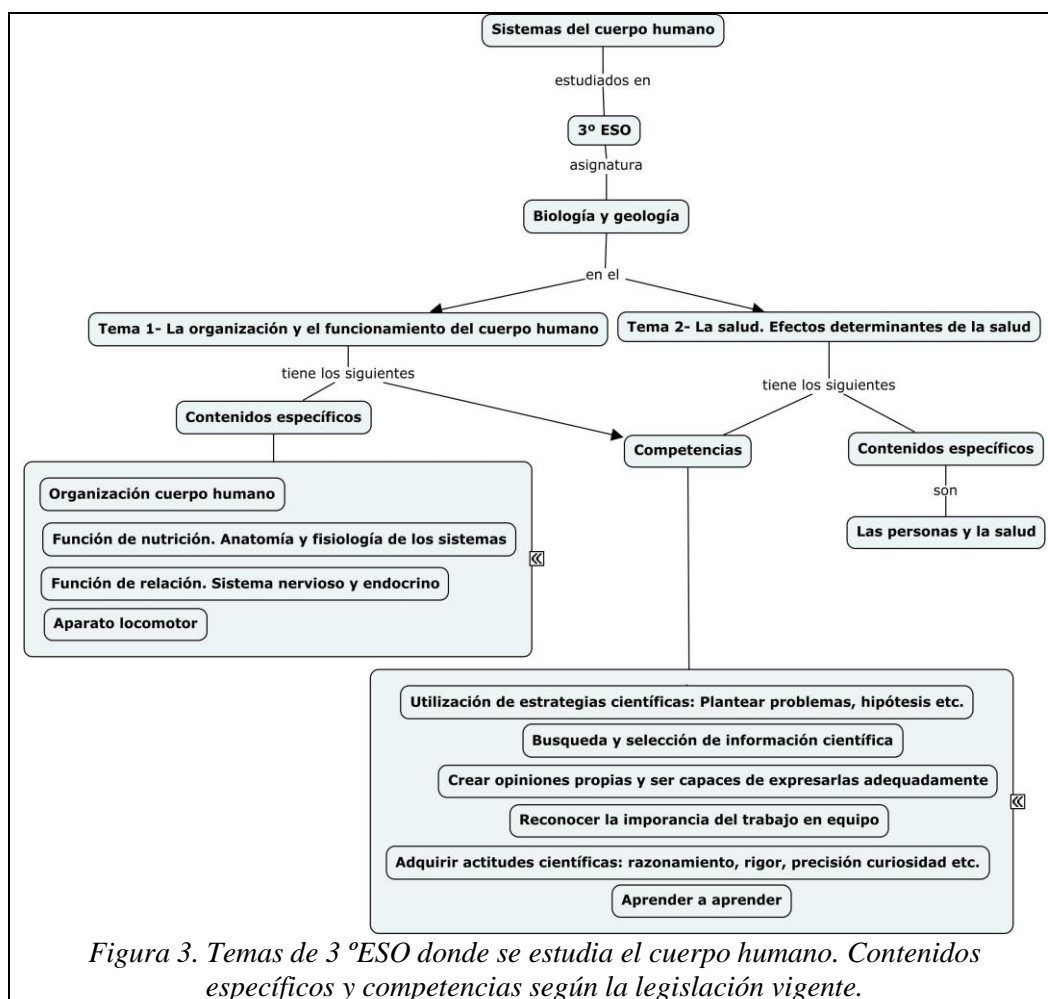 Sistemas del cuerpo humano
estudiados en
3º ESO
asignatura
Biología y geología
en el
Tema 1- La organización y el funcionamiento del cuerpo humano
Tema 2- La salud. Efectos determinantes de la salud
tiene los siguientes
tiene los siguientes
Contenidos específicos
Competencias
Contenidos específicos
son
Las personas y la salud
Organización cuerpo humano
Función de nutrición. Anatomía y fisiología de los sistemas
Función de relación. Sistema nervioso y endocrino
Aparato locomotor
Utilización de estrategias científicas: Plantear problemas, hipótesis etc.
Busqueda y selección de información científica
Crear opiniones propias y ser capaces de expresarlas adequadamente
Reconocer la imporancia del trabajo en equipo
Adquirir actitudes científicas: razonamiento, rigor, precisión curiosidad etc.
Aprender a aprender
Figura 3. Temas de 3 ºESO donde se estudia el cuerpo humano. Contenidos
específicos y competencias según la legislación vigente.